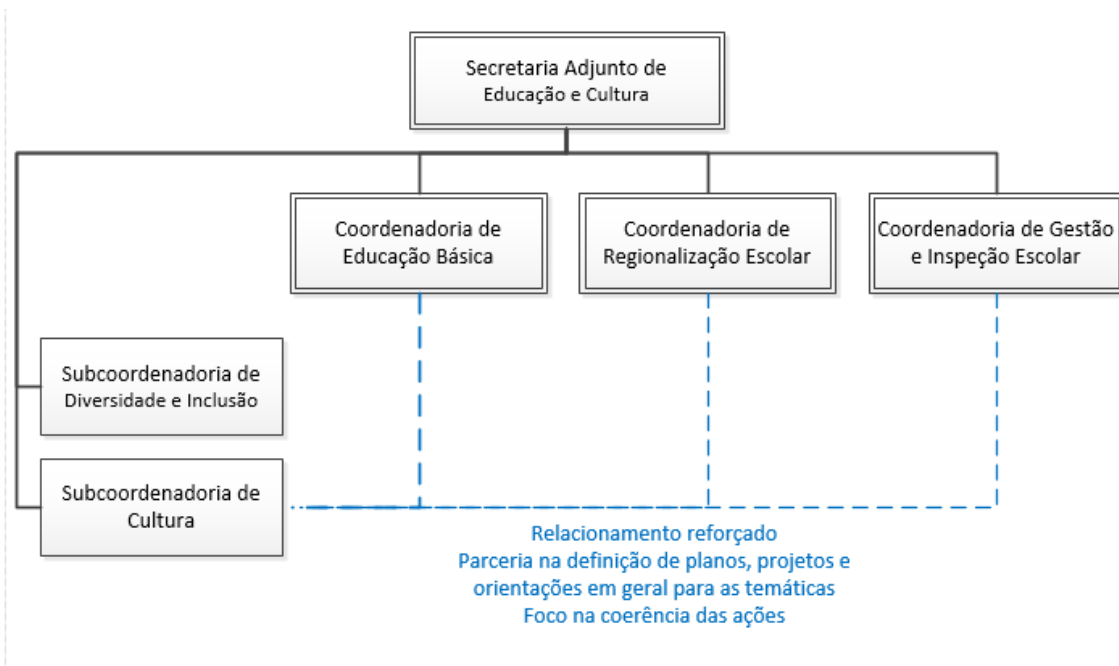 Secretaria Adjunto de
Educação e Cultura
Coordenadoria de
Educação Básica
Coordenadoria de
Regionalização Escolar
Coordenadoria de Gestão
e Inspeção Escolar
Subcoordenadoria de
Diversidade e Inclusão
Subcoordenadoria de
Cultura
Relacionamento reforçado
Parceria na definição de planos, projetos e
orientações em geral para as temáticas
Foco na coerência das ações